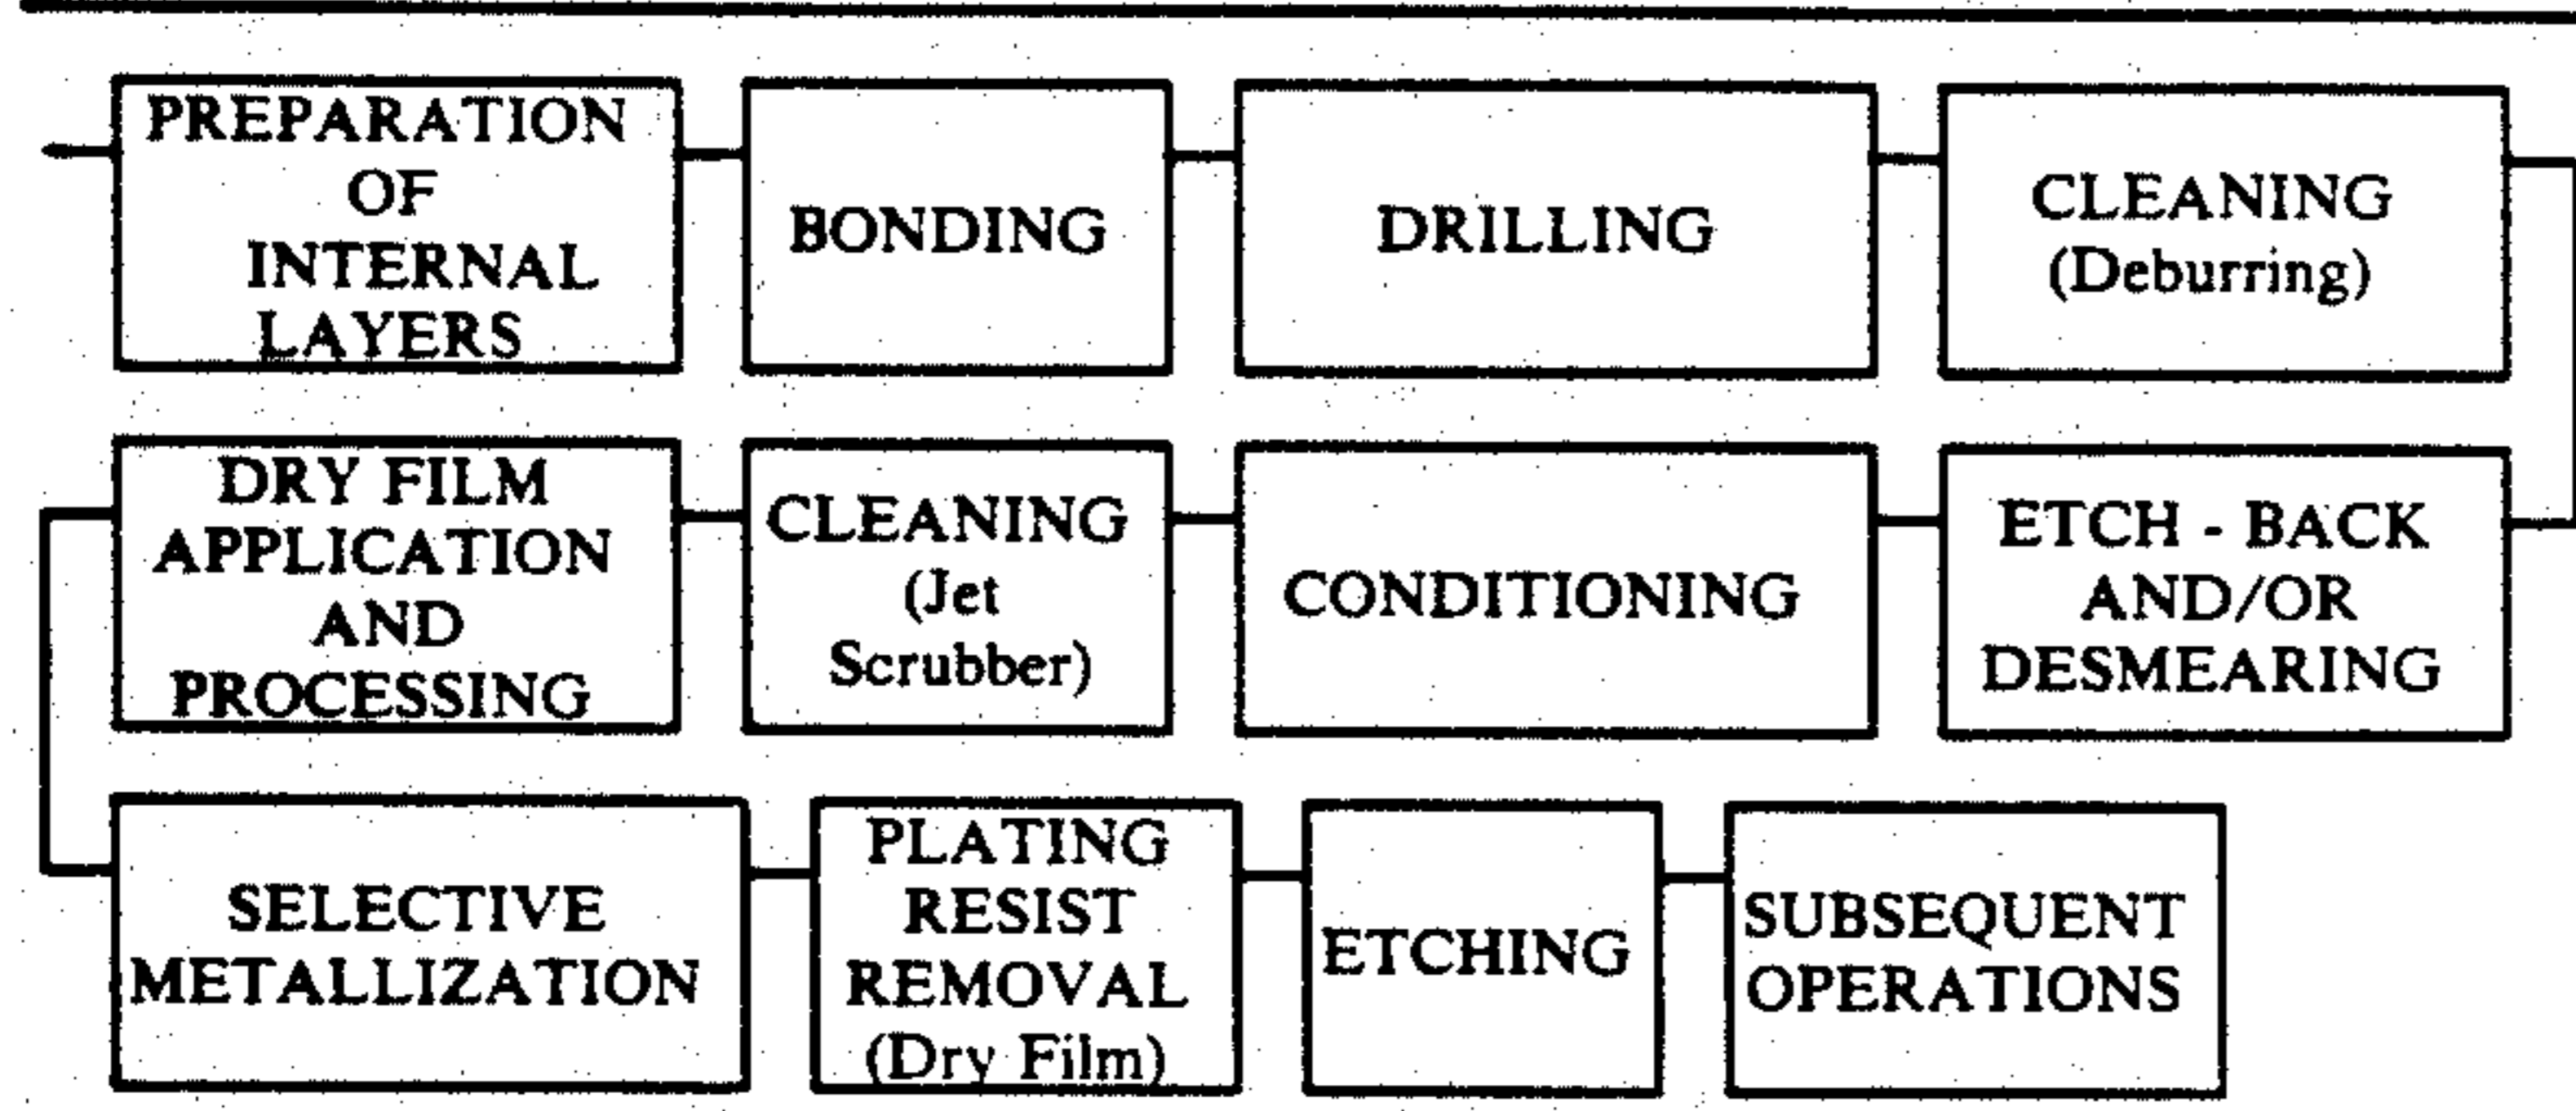 PREPARATION
OF
INTERNAL
LAYERS
BONDING
DRILLING
CLEANING
(Deburring)
DRY FILM
APPLICATION
AND
PROCESSING
CLEANING
(Jet
Scrubber)
CONDITIONING
ETCH - BACK
AND/OR
DESMEARING
SELECTIVE
METALLIZATION
PLATING
RESIST
REMOVAL
(Dry Film)
ETCHING
SUBSEQUENT
OPERATIONS